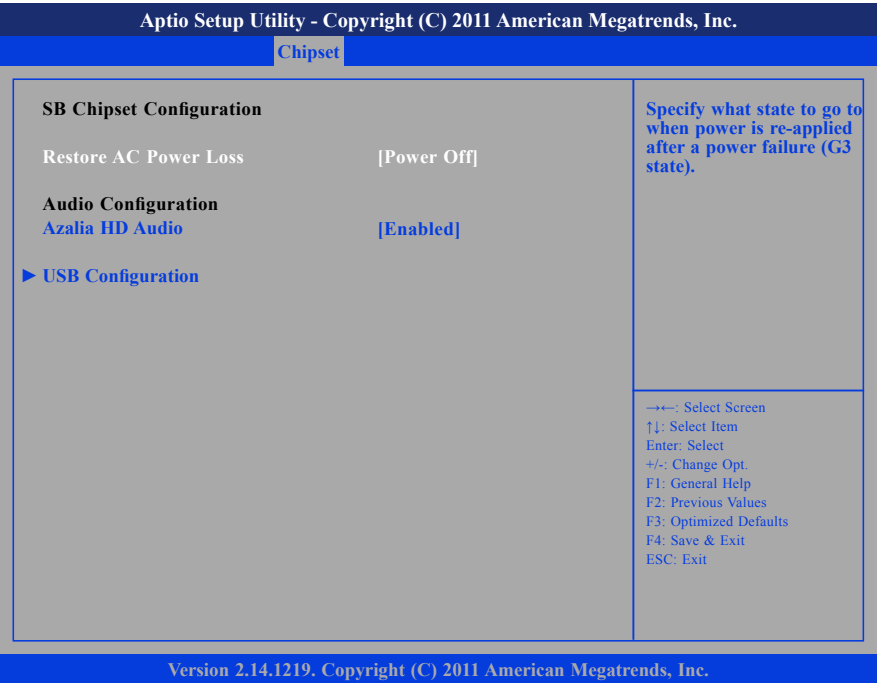 Aptio Setup Utility - Copyright (C) 2011 American Megatrends, Inc.
Chipset
SB Chipset Configuration
Restore AC Power Loss [Power Off]
Audio Configuration
Azalia HD Audio [Enabled]
► USB Configuration
Specify what state to go to
when power is re-applied
after a power failure (G3
state).
→←: Select Screen
↑↓: Select Item
Enter: Select
+/-: Change Opt.
F1: General Help
F2: Previous Values
F3: Optimized Defaults
F4: Save & Exit
ESC: Exit
Version 2.14.1219. Copyright (C) 2011 American Megatrends, Inc.